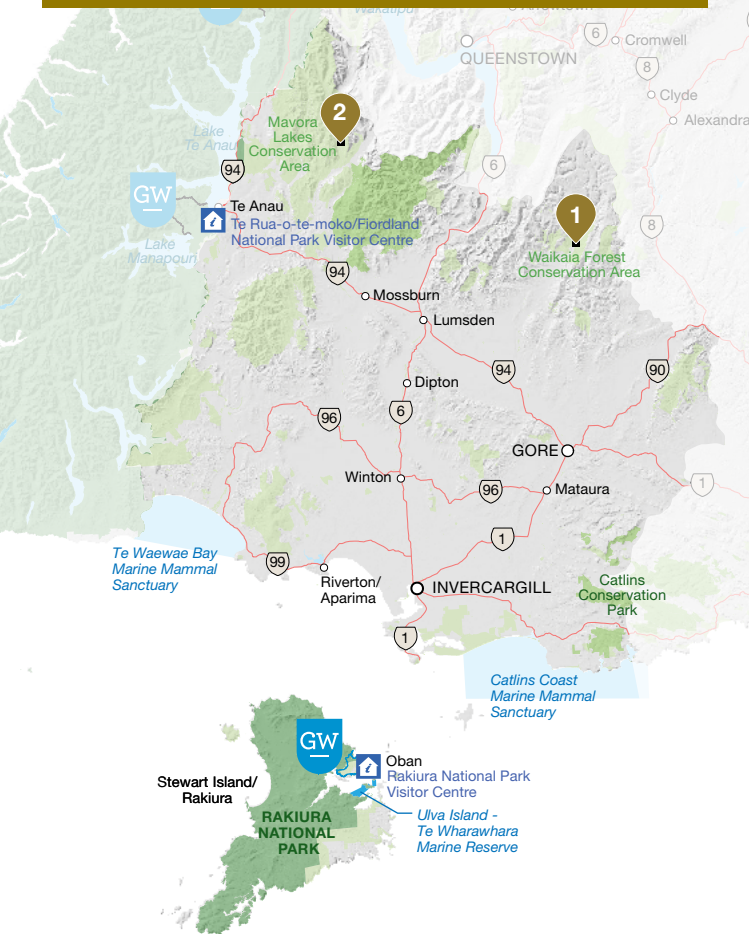 Wakatipu
6
Cromwell
QUEENSTOWN
8
Clyde
Alexandra
2
Mavora
Lakes
Conservation
Area
Lake
Te Anau
94
6
GW
Te Anau
i
Te Rua-o-te-moko/Fiordland
National Park Visitor Centre
1
8
Lake
Manapouri
Waikaia Forest
Conservation Area
94
Mossburn
Lumsden
94
90
Dipton
6
96
GORE
Winton
96
Mataura
1
1
Te Waewae Bay
Marine Mammal
Sanctuary
99
Riverton/
Aparima
INVERCARGILL
Catlins
Conservation
Park
1
Catlins Coast
Marine Mammal
Sanctuary
GW
Oban
i
Rakiura National Park
Visitor Centre
Stewart Island/
Rakiura
RAKIURA
NATIONAL
PARK
Ulva Island -
Te Wharawhara
Marine Reserve